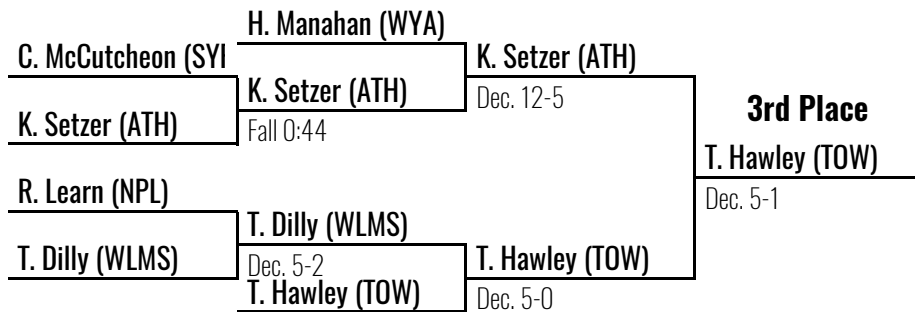 H. Manahan (WYA)
C. McCutcheon (SY
K. Setzer (ATH)
K. Setzer (ATH)
Dec. 12-5
K. Setzer (ATH)
Fall 0:44
3rd Place
T. Hawley (TOW)
Dec. 5-1
R. Learn (NPL)
T. Dilly (WLMS)
T. Dilly (WLMS)
Dec. 5-2
T. Hawley (TOW)
T. Hawley (TOW)
Dec. 5-0